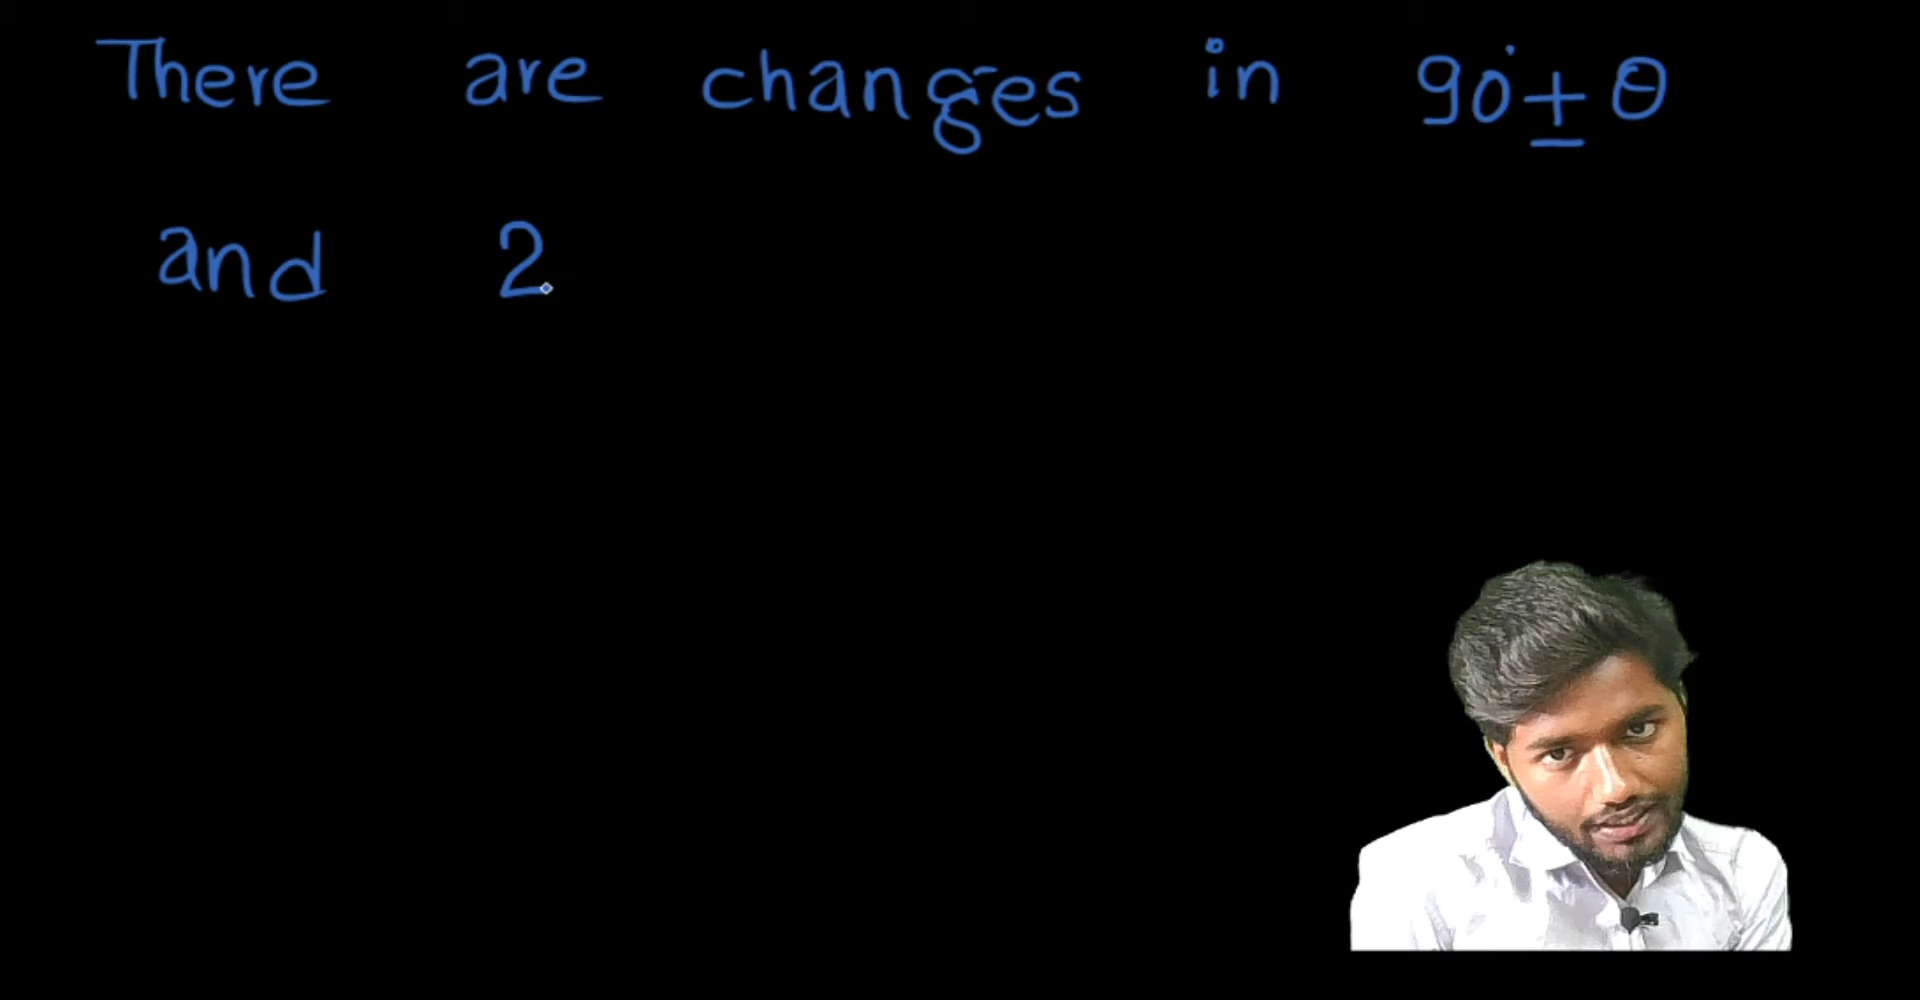 There are changes in 90° ± θ
and 2